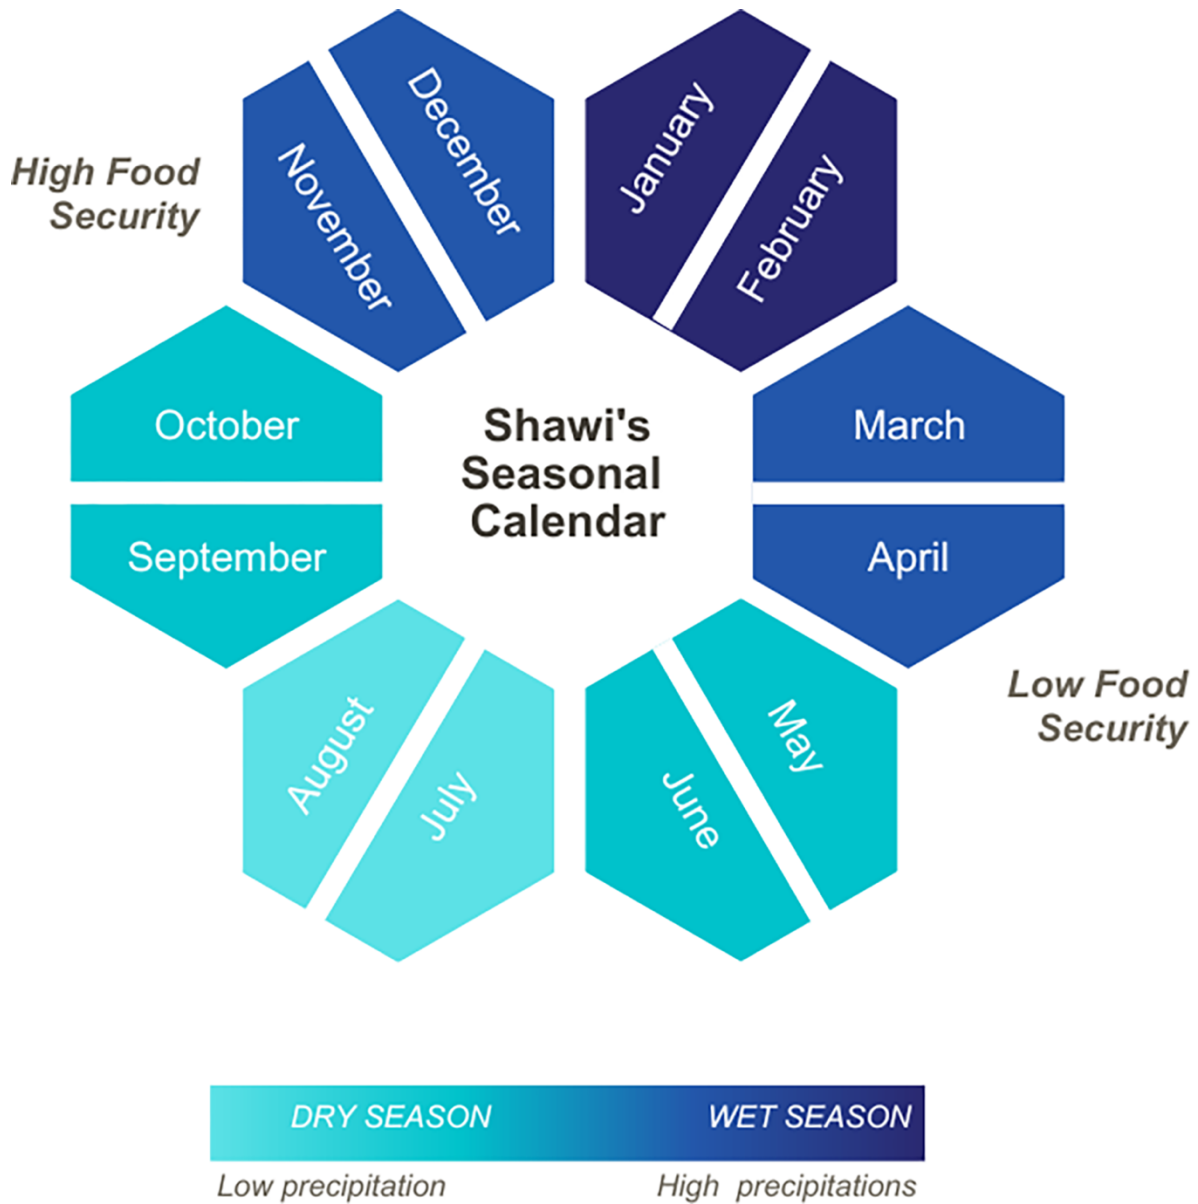 December
January
November
February
High Food
Security
October
March
Shawi's
Seasonal
Calendar
September
April
Low Food
Security
August
May
July
June
DRY SEASON
WET SEASON
Low precipitation
High precipitations